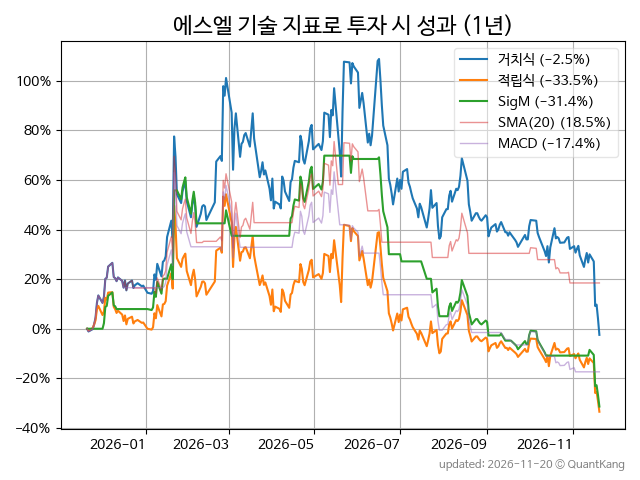 에스엘 기술 지표로 투자 시 성과 (1년)
거치식 (−2.5%)
적립식 (−33.5%)
SigM (−31.4%)
SMA(20) (18.5%)
MACD (−17.4%)
100%
80%
60%
40%
20%
0%
−20%
−40%
2026-01 2026-03 2026-05 2026-07 2026-09 2026-11
updated: 2026-11-20 © QuantKang